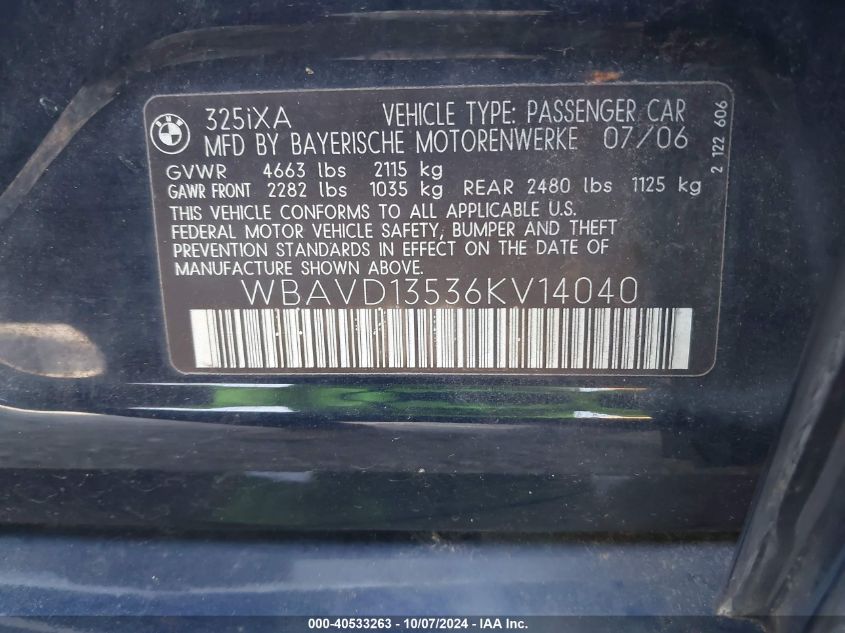 BMW
325iXA VEHICLE TYPE: PASSENGER CAR
MFD BY BAYERISCHE MOTORENWERKE 07/06
GVWR 4663 lbs 2115 kg
GAWR FRONT 2282 lbs 1035 kg REAR 2480 lbs 1125 kg
THIS VEHICLE CONFORMS TO ALL APPLICABLE U.S.
FEDERAL MOTOR VEHICLE SAFETY, BUMPER AND THEFT
PREVENTION STANDARDS IN EFFECT ON THE DATE OF
MANUFACTURE SHOWN ABOVE.
WBAVD13536KV14040
2 122 606
000-40533263 - 10/07/2024 - IAA Inc.